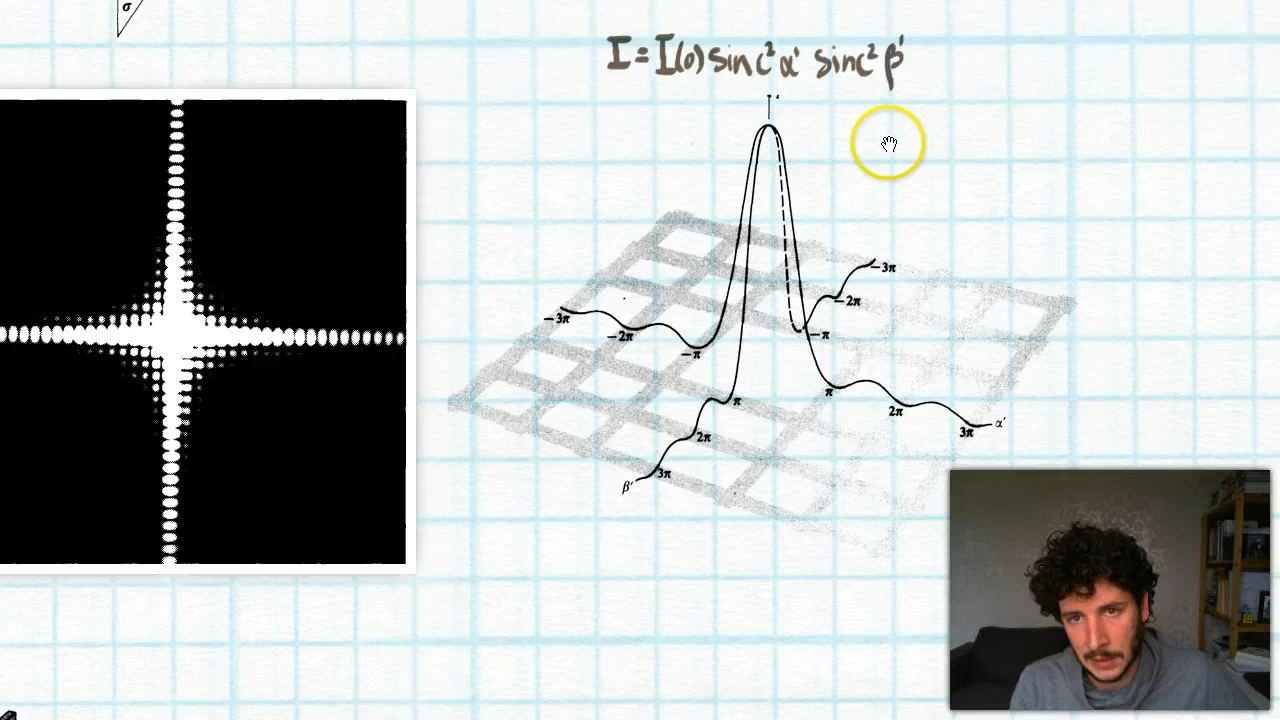 σ
I = I(0) sinc² α' sinc² β'
I'
-3π
-3π
-2π
-2π
-π
-π
π
π
2π
2π
3π
α'
3π
β'